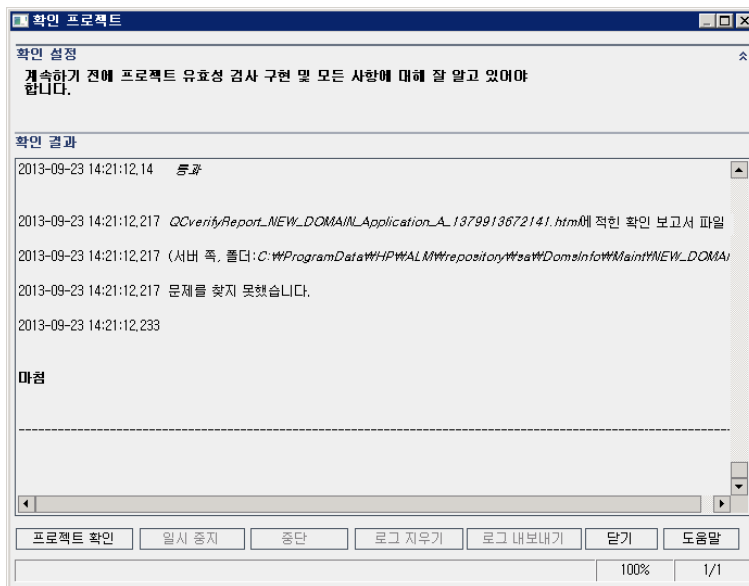 확인 프로젝트
확인 설정
계속하기 전에 프로젝트 유효성 검사 구현 및 모든 사항에 대해 잘 알고 있어야
합니다.
확인 결과
2013-09-23 14:21:12,14 통과
2013-09-23 14:21:12,217 QCverifyReport_NEW_DOMAIN_Application_A_1379913672141.html에 적힌 확인 보고서 파일
2013-09-23 14:21:12,217 (서버 쪽, 폴더:C:₩ProgramData₩HP₩ALM₩repository₩sa₩DomsInfo₩Maint₩NEW_DOMAI
2013-09-23 14:21:12,217 문제를 찾지 못했습니다.
2013-09-23 14:21:12,233
마침
프로젝트 확인 일시 중지 중단 로그 지우기 로그 내보내기 닫기 도움말
100% 1/1